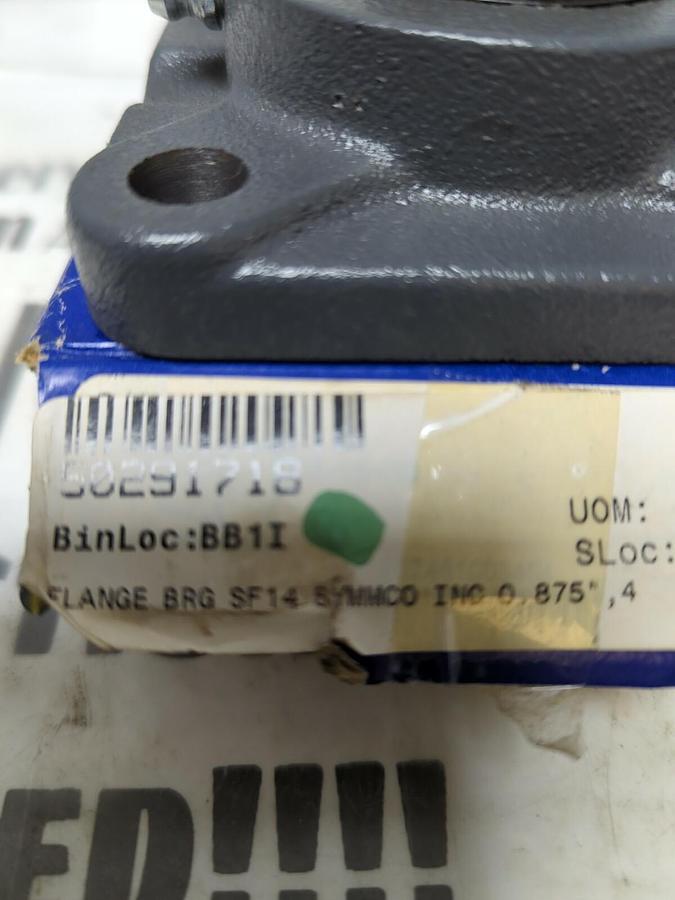 50291718
BinLoc:BB1I
UOM:
SLoc:
FLANGE BRG SF14 SYMMCO INC 0.875",4
ED!!!!